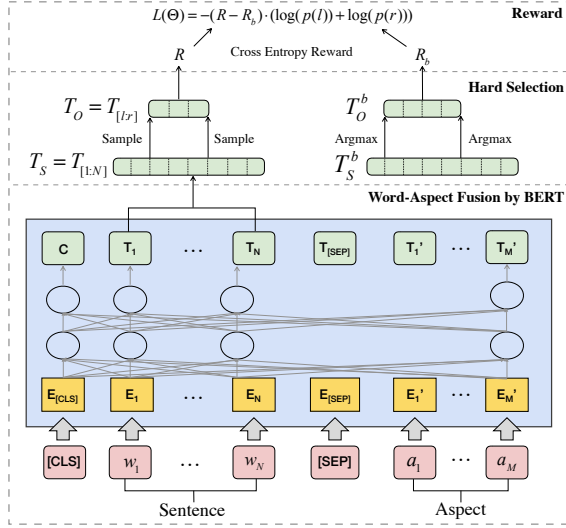 Reward
L(Θ) = -(R - R_b)·(log(p(l)) + log(p(r)))
Cross Entropy Reward
R R_b
Hard Selection
T_O = T_[l:r] T_O^b
Sample Sample Argmax Argmax
T_S = T_[1:N] T_S^b
Word-Aspect Fusion by BERT
C T_1 ... T_N T_[SEP] T_1' ... T_M'
E_[CLS] E_1 ... E_N E_[SEP] E_1' ... E_M'
[CLS] w_1 ... w_N [SEP] a_1 ... a_M
Sentence Aspect